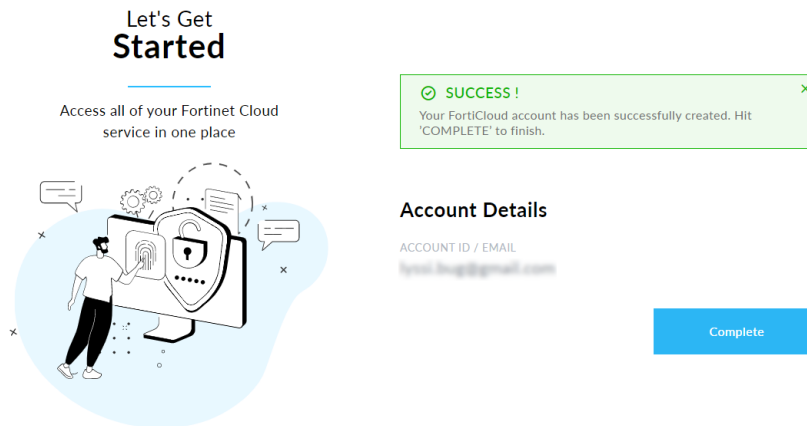 Let's Get
Started
Access all of your Fortinet Cloud
service in one place
SUCCESS !
Your FortiCloud account has been successfully created. Hit
'COMPLETE' to finish.
Account Details
ACCOUNT ID / EMAIL
Complete